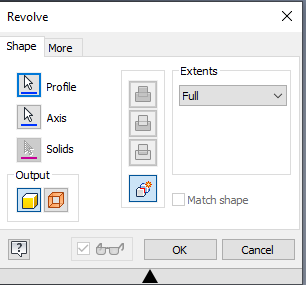 Revolve
Shape More
Profile
Axis
Solids
Output
Extents
Full
Match shape
?
OK Cancel